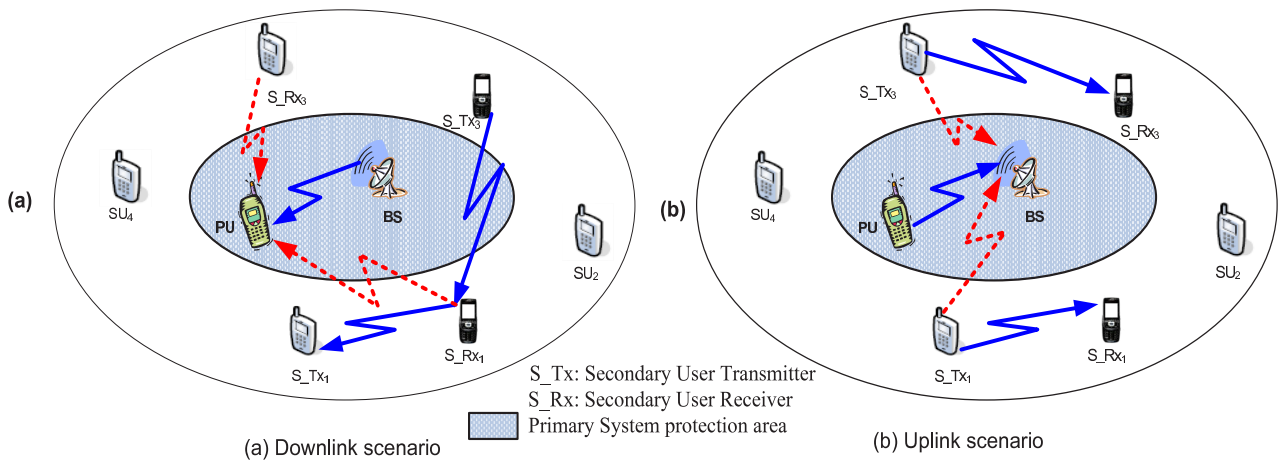 S_Rx3
S_Tx3
(a)
SU4
PU
BS
SU2
S_Tx1
S_Rx1
S_Tx3
S_Rx3
(b)
SU4
PU
BS
SU2
S_Tx1
S_Rx1
S_Tx: Secondary User Transmitter
S_Rx: Secondary User Receiver
Primary System protection area
(a) Downlink scenario
(b) Uplink scenario